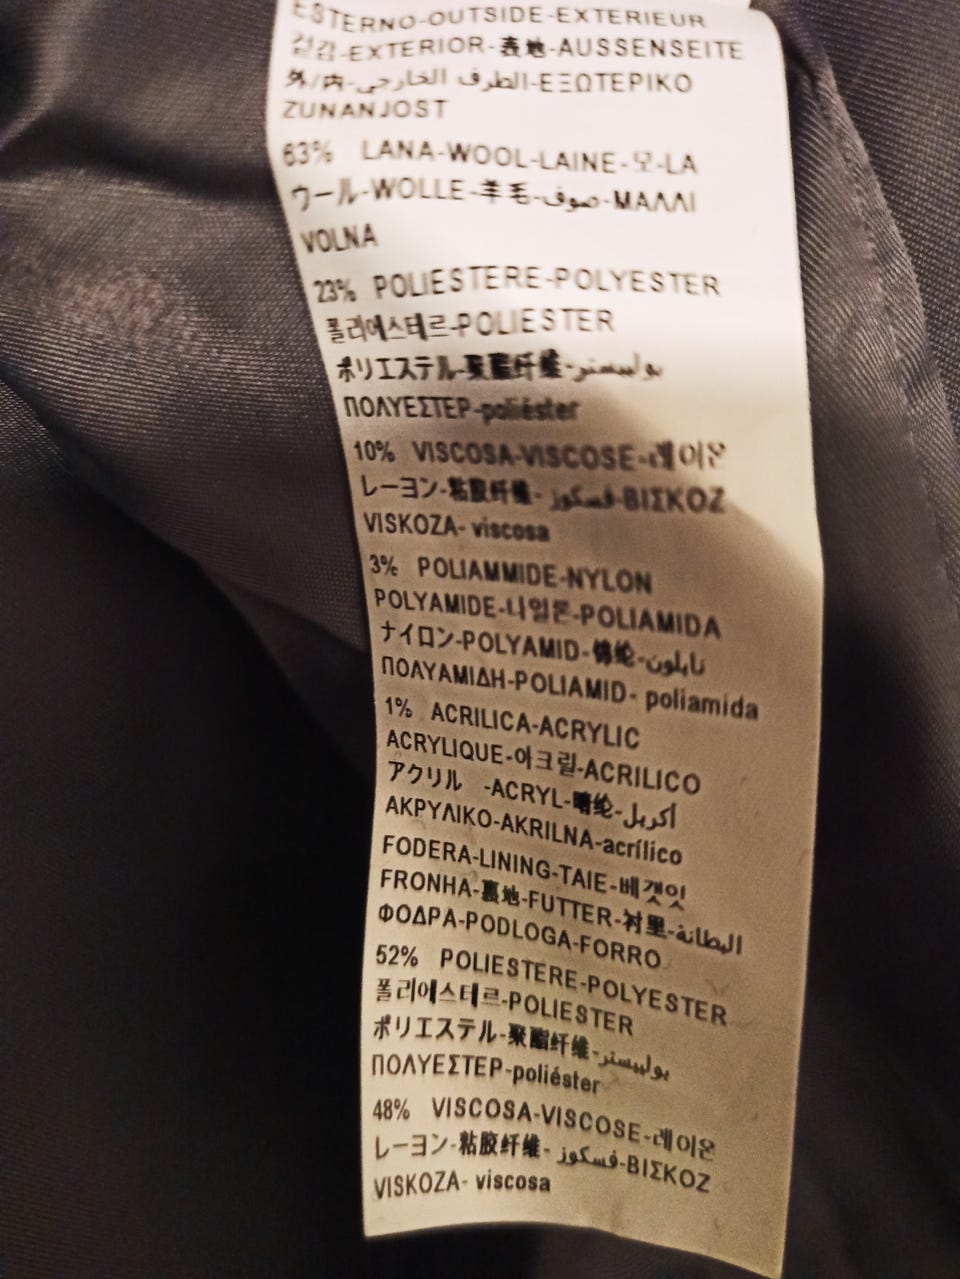 ESTERNO-OUTSIDE-EXTERIEUR
겉감-EXTERIOR-表地-AUSSENSEITE
外/内-الطرف الخارجي-ΕΞΩΤΕΡΙΚΟ
ZUNANJOST
63% LANA-WOOL-LAINE-모-LA
ウール-WOLLE-羊毛-صوف-ΜΑΛΛΙ
VOLNA
23% POLIESTERE-POLYESTER
폴리에스테르-POLIESTER
ポリエステル-聚酯纤维-بوليستر
ΠΟΛΥΕΣΤΕΡ-poliéster
10% VISCOSA-VISCOSE-레이온
レーヨン-粘胶纤维-فسكوز-ΒΙΣΚΟΖ
VISKOZA- viscosa
3% POLIAMMIDE-NYLON
POLYAMIDE-나일론-POLIAMIDA
ナイロン-POLYAMID-锦纶-نايلون
ΠΟΛΥΑΜΙΔΗ-POLIAMID- poliamida
1% ACRILICA-ACRYLIC
ACRYLIQUE-아크릴-ACRILICO
アクリル -ACRYL-腈纶-أكريل
ΑΚΡΥΛΙΚΟ-AKRILNA-acrílico
FODERA-LINING-TAIE-베갯잇
FRONHA-裏地-FUTTER-衬里-البطانة
ΦΟΔΡΑ-PODLOGA-FORRO
52% POLIESTERE-POLYESTER
폴리에스테르-POLIESTER
ポリエステル-聚酯纤维-بوليستر
ΠΟΛΥΕΣΤΕΡ-poliéster
48% VISCOSA-VISCOSE-레이온
レーヨン-粘胶纤维- فسكوز-ΒΙΣΚΟΖ
VISKOZA- viscosa